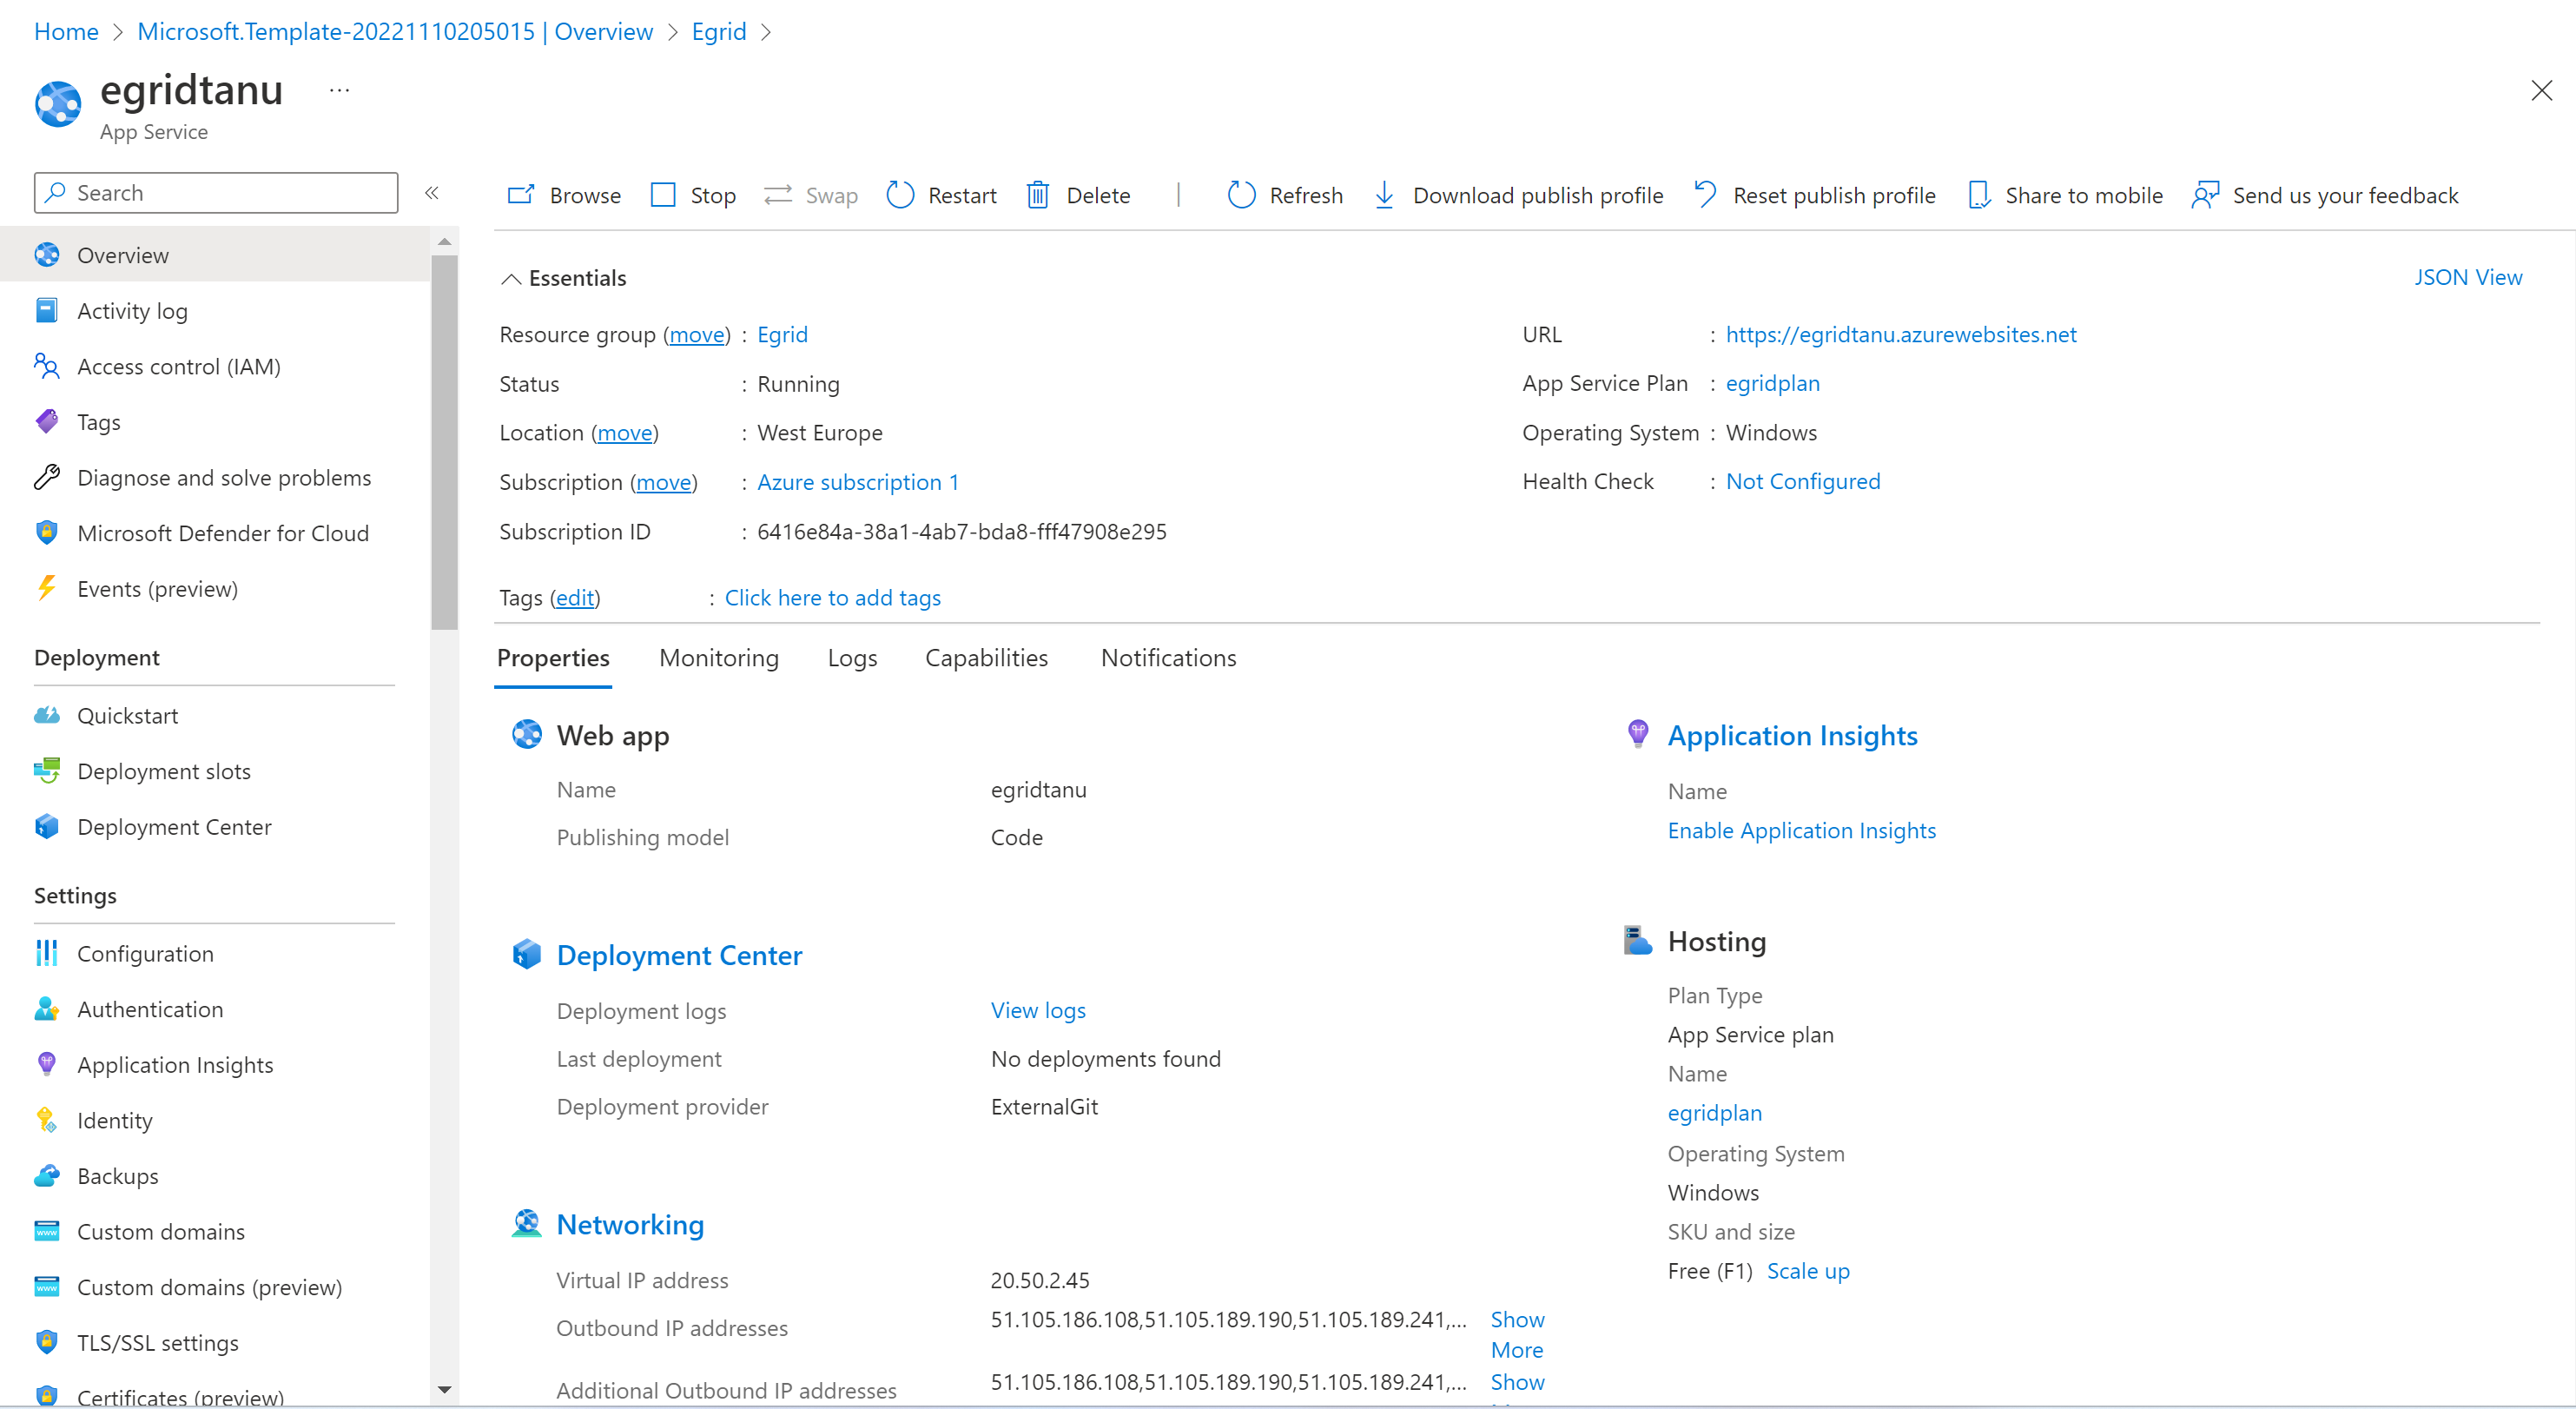 Home > Microsoft.Template-20221110205015 | Overview > Egrid >
egridtanu ...
App Service
Search «
Overview
Activity log
Access control (IAM)
Tags
Diagnose and solve problems
Microsoft Defender for Cloud
Events (preview)
Deployment
Quickstart
Deployment slots
Deployment Center
Settings
Configuration
Authentication
Application Insights
Identity
Backups
Custom domains
Custom domains (preview)
TLS/SSL settings
Certificates (preview)
Browse Stop Swap Restart Delete | Refresh Download publish profile Reset publish profile Share to mobile Send us your feedback
Essentials JSON View
Resource group (move) : Egrid
Status : Running
Location (move) : West Europe
Subscription (move) : Azure subscription 1
Subscription ID : 6416e84a-38a1-4ab7-bda8-fff47908e295
URL : https://egridtanu.azurewebsites.net
App Service Plan : egridplan
Operating System : Windows
Health Check : Not Configured
Tags (edit) : Click here to add tags
Properties Monitoring Logs Capabilities Notifications
Web app
Name egridtanu
Publishing model Code
Deployment Center
Deployment logs View logs
Last deployment No deployments found
Deployment provider ExternalGit
Networking
Virtual IP address 20.50.2.45
Outbound IP addresses 51.105.186.108,51.105.189.190,51.105.189.241,... Show
More
Additional Outbound IP addresses 51.105.186.108,51.105.189.190,51.105.189.241,... Show
Application Insights
Name
Enable Application Insights
Hosting
Plan Type
App Service plan
Name
egridplan
Operating System
Windows
SKU and size
Free (F1) Scale up